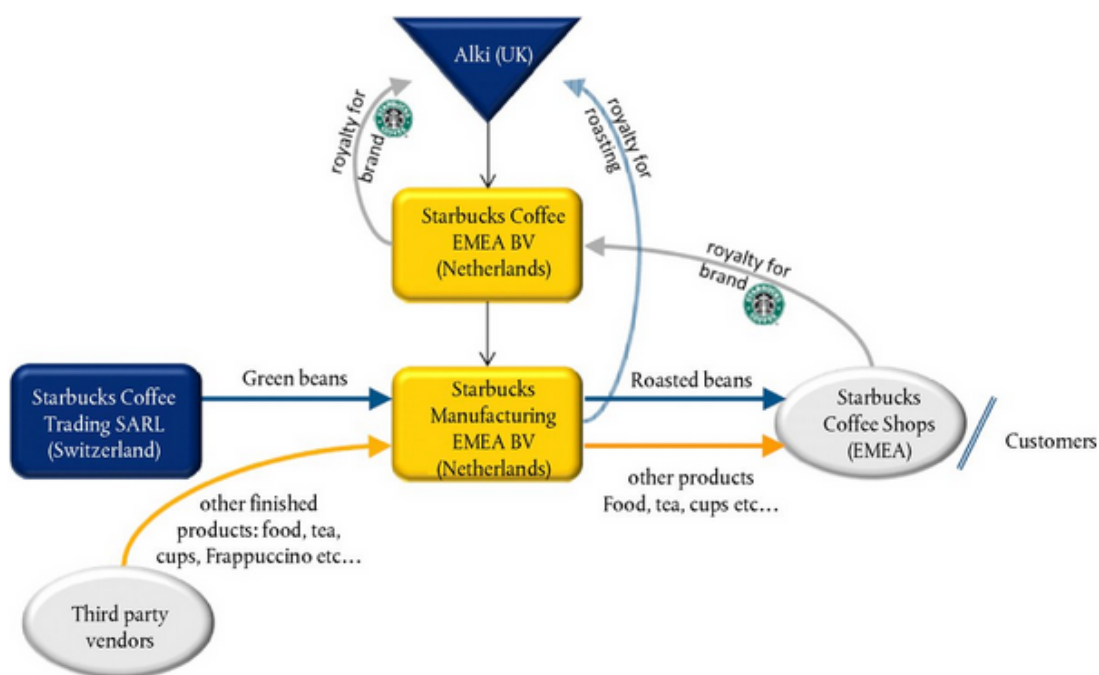 Alki (UK)
royalty for
brand
royalty for
roasting
Starbucks Coffee
EMEA BV
(Netherlands)
royalty for
brand
Starbucks Coffee
Trading SARL
(Switzerland)
Green beans
Starbucks
Manufacturing
EMEA BV
(Netherlands)
Roasted beans
Starbucks
Coffee Shops
(EMEA)
Customers
other finished
products: food, tea,
cups, Frappuccino etc...
other products
Food, tea, cups etc...
Third party
vendors